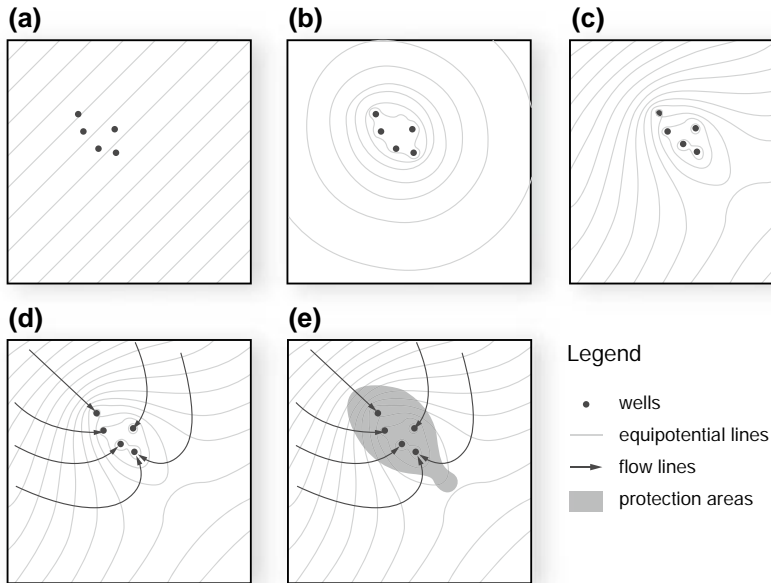 (a)
(b)
(c)
(d)
(e)
Legend
wells
equipotential lines
flow lines
protection areas